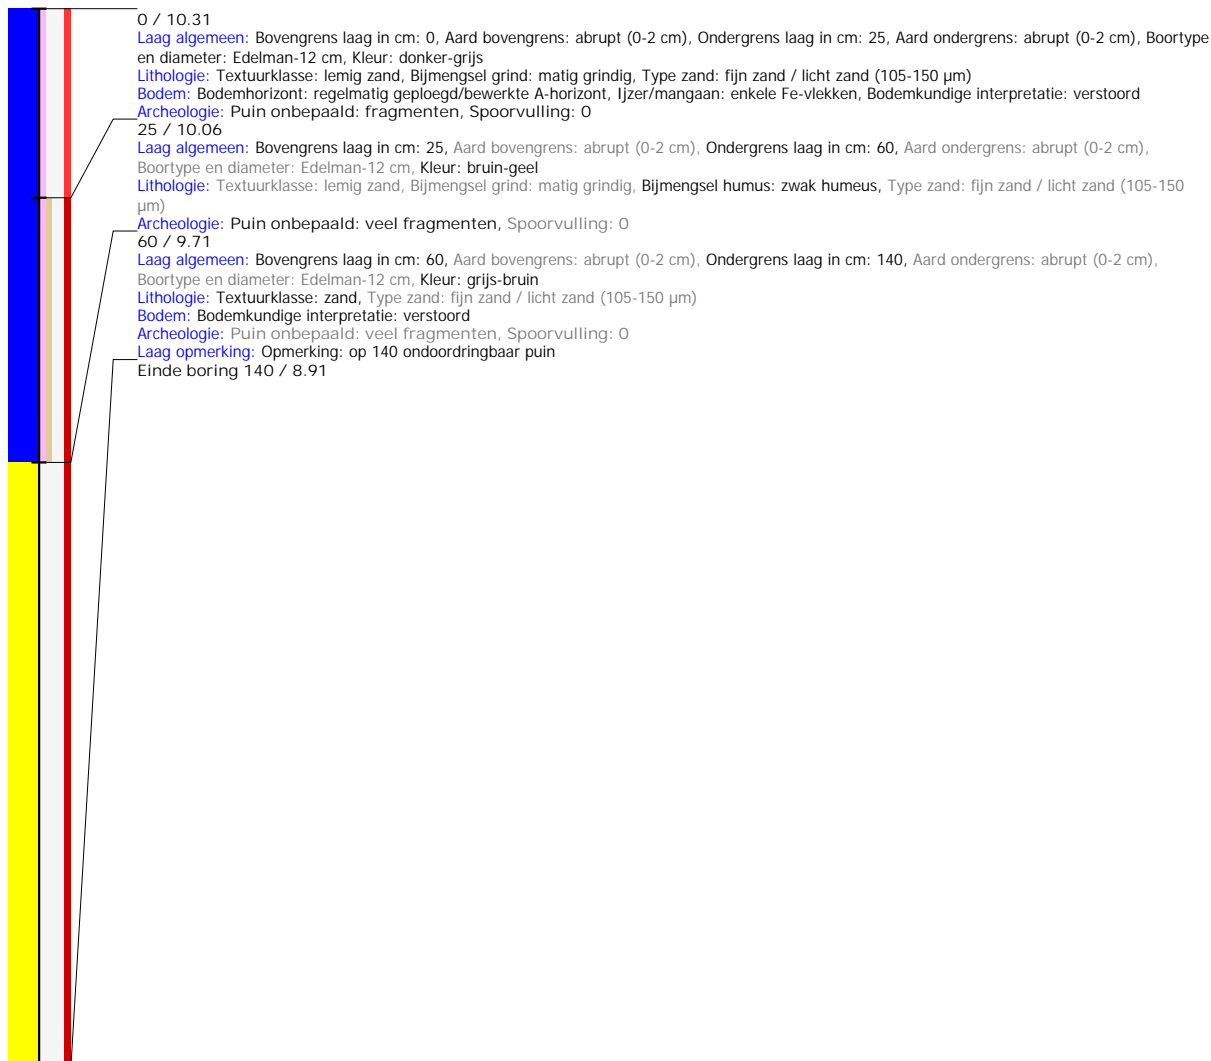 0 / 10.31
Laag algemeen: Bovengrens laag in cm: 0, Aard bovengrens: abrupt (0-2 cm), Ondergrens laag in cm: 25, Aard ondergrens: abrupt (0-2 cm), Boortype
en diameter: Edelman-12 cm, Kleur: donker-grijs
Lithologie: Textuurklasse: lemig zand, Bijmengsel grind: matig grindig, Type zand: fijn zand / licht zand (105-150 µm)
Bodem: Bodemhorizont: regelmatig geploegd/bewerkte A-horizont, Ijzer/mangaan: enkele Fe-vlekken, Bodemkundige interpretatie: verstoord
Archeologie: Puin onbepaald: fragmenten, Spoorvulling: 0
25 / 10.06
Laag algemeen: Bovengrens laag in cm: 25, Aard bovengrens: abrupt (0-2 cm), Ondergrens laag in cm: 60, Aard ondergrens: abrupt (0-2 cm),
Boortype en diameter: Edelman-12 cm, Kleur: bruin-geel
Lithologie: Textuurklasse: lemig zand, Bijmengsel grind: matig grindig, Bijmengsel humus: zwak humeus, Type zand: fijn zand / licht zand (105-150
µm)
Archeologie: Puin onbepaald: veel fragmenten, Spoorvulling: 0
60 / 9.71
Laag algemeen: Bovengrens laag in cm: 60, Aard bovengrens: abrupt (0-2 cm), Ondergrens laag in cm: 140, Aard ondergrens: abrupt (0-2 cm),
Boortype en diameter: Edelman-12 cm, Kleur: grijs-bruin
Lithologie: Textuurklasse: zand, Type zand: fijn zand / licht zand (105-150 µm)
Bodem: Bodemkundige interpretatie: verstoord
Archeologie: Puin onbepaald: veel fragmenten, Spoorvulling: 0
Laag opmerking: Opmerking: op 140 ondoordringbaar puin
Einde boring 140 / 8.91